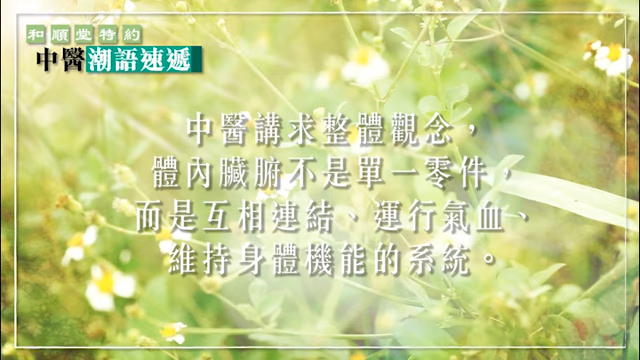 和順堂特約
中醫潮語速遞
中醫講求整體觀念，
體內臟腑不是單一零件，
而是互相連結、運行氣血、
維持身體機能的系統。